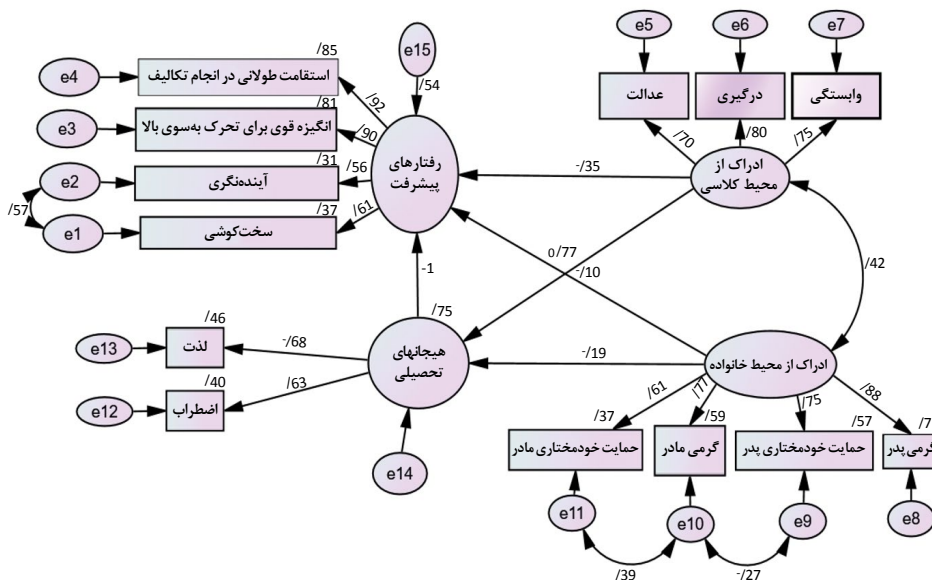 e15
e5
e6
e7
/85
e4
استقامت طولانی در انجام تکالیف
/54
عدالت
درگیری
وابستگی
/92
/81
e3
انگیزه قوی برای تحرک به‌سوی بالا
/90
/70
/80
/75
رفتارهای
پیشرفت
ادراک از
محیط کلاسی
-/35
/31
/56
e2
آینده‌نگری
/57
/37
/61
e1
سخت‌کوشی
0/77
-/10
/42
-1
/75
/46
e13
لذت
-/68
هیجانهای
تحصیلی
-/19
ادراک از محیط خانواده
/40
/63
e12
اضطراب
/61
/77
/75
/88
/37
/59
/57
/7
حمایت خودمختاری مادر
گرمی مادر
حمایت خودمختاری پدر
گرمی پدر
e14
e11
e10
e9
e8
/39
-/27